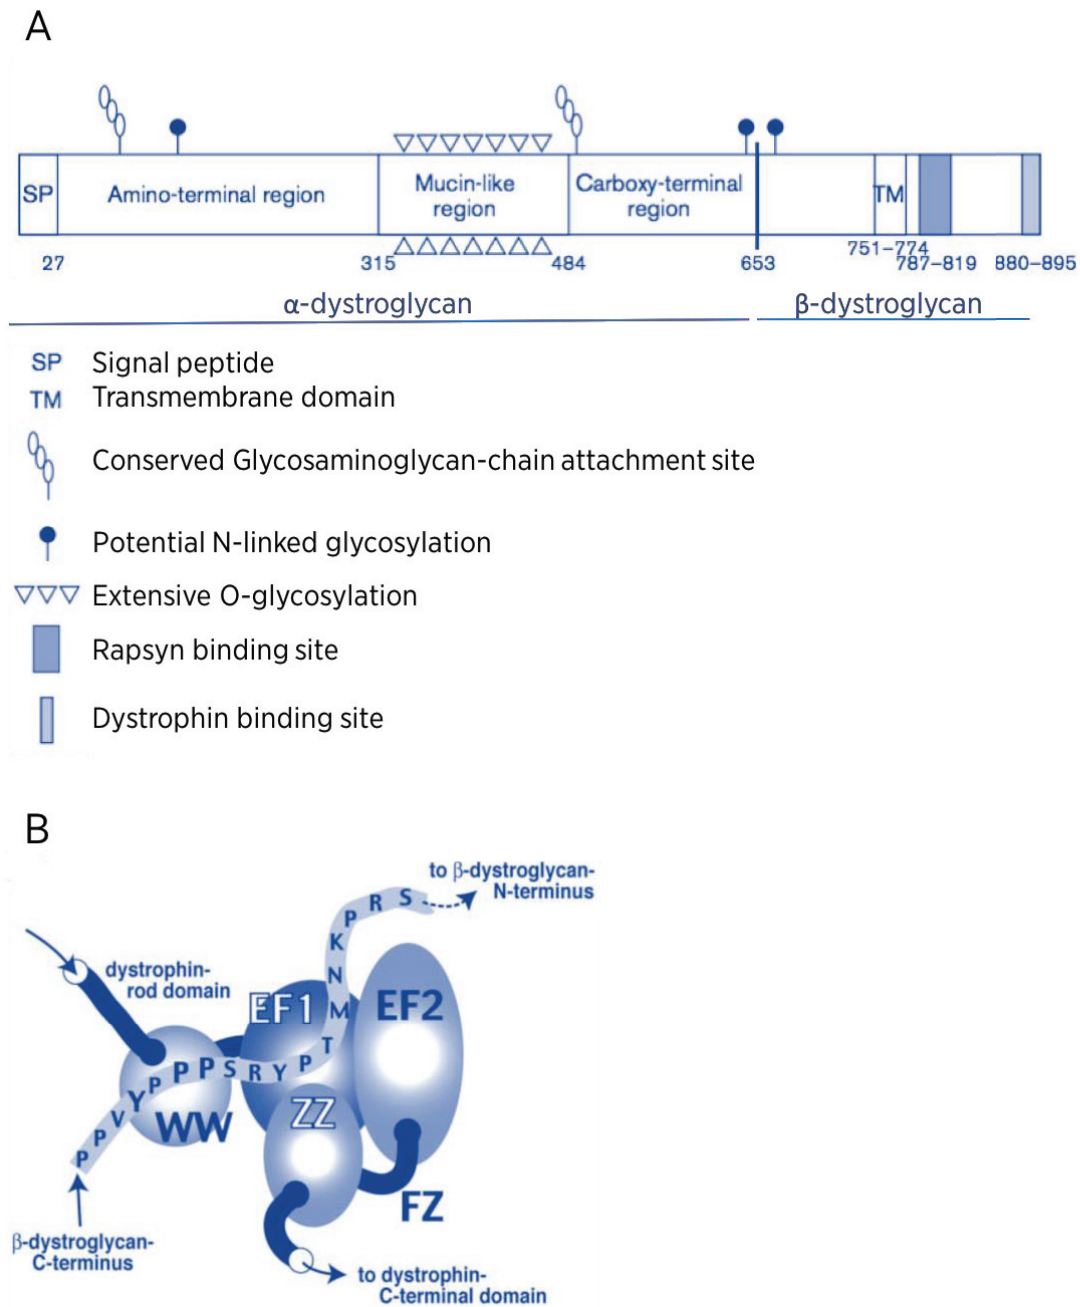 A
SP
Amino-terminal region
Mucin-like
region
Carboxy-terminal
region
TM
27
315
484
653
751–774
787–819
880–895
α-dystroglycan
β-dystroglycan
SP Signal peptide
TM Transmembrane domain
Conserved Glycosaminoglycan-chain attachment site
Potential N-linked glycosylation
Extensive O-glycosylation
Rapsyn binding site
Dystrophin binding site
B
to β-dystroglycan-
N-terminus
dystrophin-
rod domain
EF1
EF2
P P V Y P P P S R Y P T M N K P R S
WW
ZZ
FZ
β-dystroglycan-
C-terminus
to dystrophin-
C-terminal domain